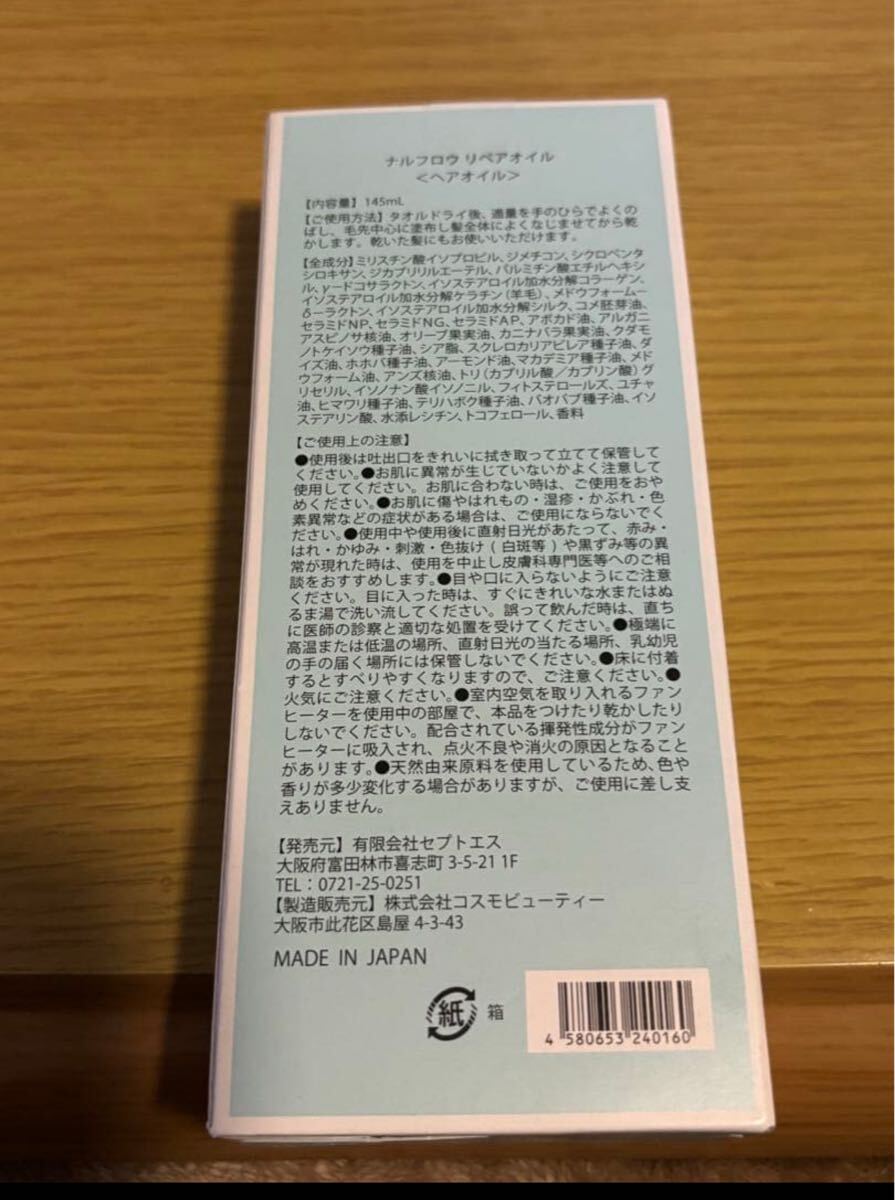 ナルフロウ リペアオイル
＜ヘアオイル＞
【内容量】145mL
【ご使用方法】タオルドライ後、適量を手のひらでよくの
ばし、毛先中心に塗布し髪全体によくなじませてから乾
かします。乾いた髪にもお使いいただけます。
【全成分】ミリスチン酸イソプロピル、ジメチコン、シクロペンタ
シロキサン、ジカプリリルエーテル、パルミチン酸エチルヘキシ
ル、γードコサラクトン、イソステアロイル加水分解コラーゲン、
イソステアロイル加水分解ケラチン（羊毛）、メドウフォームー
δ－ラクトン、イソステアロイル加水分解シルク、コメ胚芽油、
セラミドNP、セラミドNG、セラミドAP、アボカド油、アルガニ
アスピノサ核油、オリーブ果実油、カニナバラ果実油、クダモ
ノトケイソウ種子油、シア脂、スクレロカリアビレア種子油、ダ
イズ油、ホホバ種子油、アーモンド油、マカデミア種子油、メド
ウフォーム油、アンズ核油、トリ（カプリル酸／カプリン酸）グ
リセリル、イソノナン酸イソノニル、フィトステロールズ、ユチャ
油、ヒマワリ種子油、テリハボク種子油、バオバブ種子油、イソ
ステアリン酸、水添レシチン、トコフェロール、香料
【ご使用上の注意】
●使用後は吐出口をきれいに拭き取って立てて保管して
ください。●お肌に異常が生じていないかよく注意して
使用してください。お肌に合わない時は、ご使用をおや
めください。●お肌に傷やはれもの・湿疹・かぶれ・色
素異常などの症状がある場合は、ご使用にならないでく
ださい。●使用中や使用後に直射日光があたって、赤み・
はれ・かゆみ・刺激・色抜け ( 白斑等 ) や黒ずみ等の異
常が現れた時は、使用を中止し皮膚科専門医等へのご相
談をおすすめします。●目や口に入らないようにご注意
ください。目に入った時は、すぐにきれいな水またはぬ
るま湯で洗い流してください。誤って飲んだ時は、直ち
に医師の診察と適切な処置を受けてください。●極端に
高温または低温の場所、直射日光の当たる場所、乳幼児
の手の届く場所には保管しないでください。●床に付着
するとすべりやすくなりますので、ご注意ください。●
火気にご注意ください。●室内空気を取り入れるファン
ヒーターを使用中の部屋で、本品をつけたり乾かしたり
しないでください。配合されている揮発性成分がファン
ヒーターに吸入され、点火不良や消火の原因となること
があります。●天然由来原料を使用しているため、色や
香りが多少変化する場合がありますが、ご使用に差し支
えありません。
【発売元】有限会社セプトエス
大阪府富田林市喜志町 3-5-21 1F
TEL：0721-25-0251
【製造販売元】株式会社コスモビューティー
大阪市此花区島屋 4-3-43
MADE IN JAPAN
紙 箱
4 580653 240160